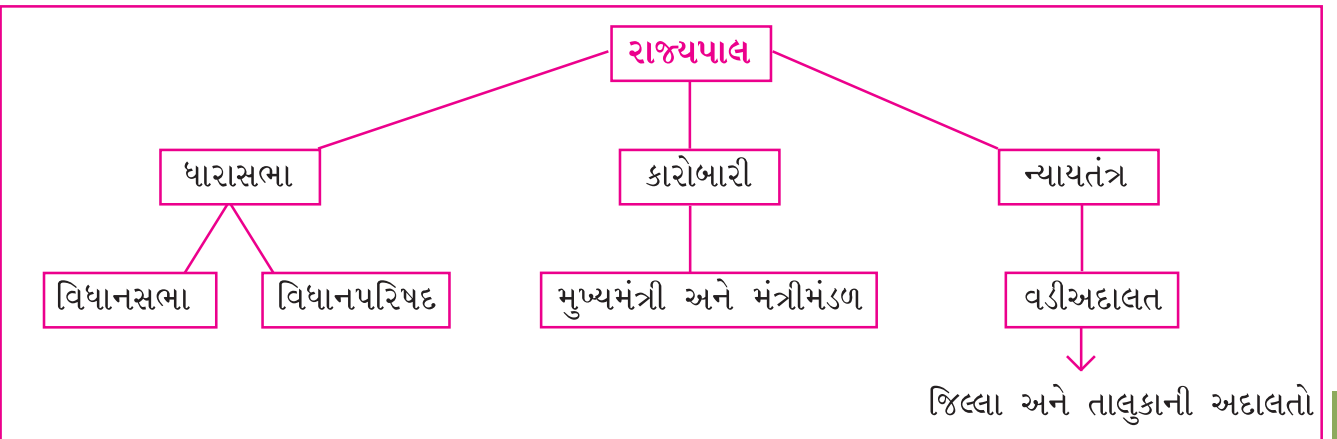 રાજ્યપાલ
ધારાસભા
કારોબારી
ન્યાયતંત્ર
વિધાનસભા
વિધાનપરિષદ
મુખ્યમંત્રી અને મંત્રીમંડળ
વડીઅદાલત
જિલ્લા અને તાલુકાની અદાલતો